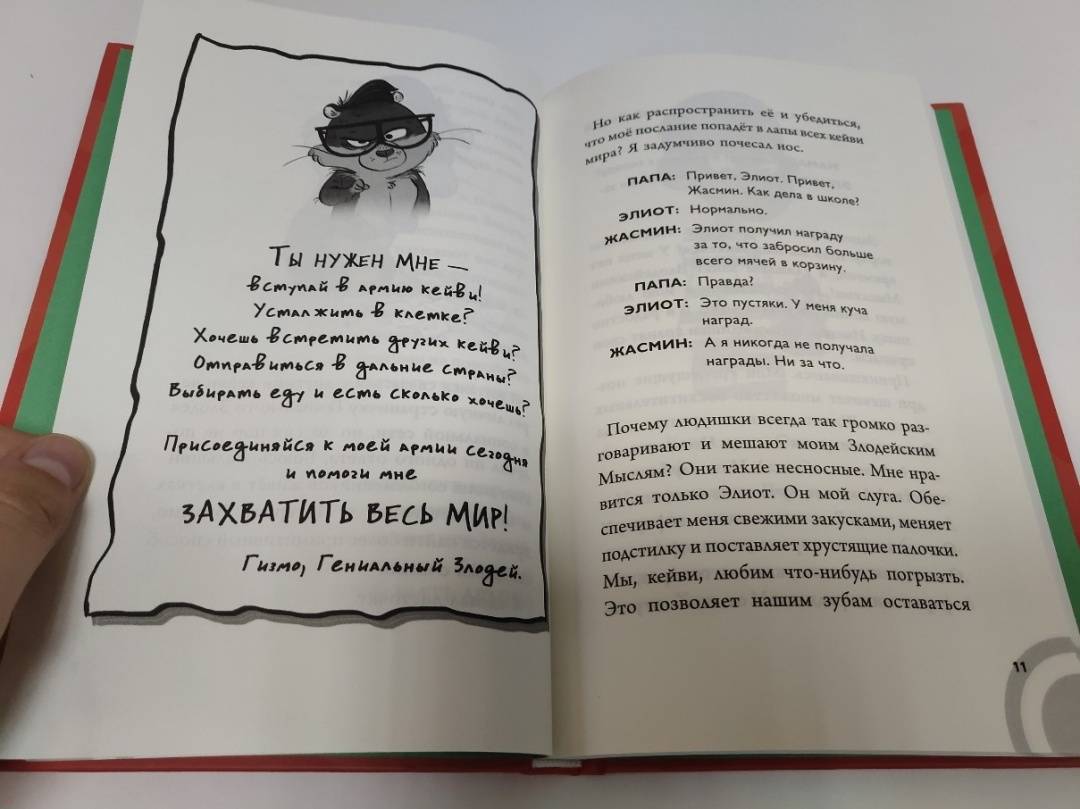 Ты нужен мне —
вступай в армию кейви!
Устал жить в клетке?
Хочешь встретить других кейви?
Отправиться в дальние страны?
Выбирать еду и есть сколько хочешь?
Присоединяйся к моей армии сегодня
и помоги мне
ЗАХВАТИТЬ ВЕСЬ МИР!
Гизмо, Гениальный Злодей.
Но как распространить её и убедиться,
что моё послание попадёт в лапы всех кейви
мира? Я задумчиво почесал нос.
ПАПА: Привет, Элиот. Привет,
Жасмин. Как дела в школе?
ЭЛИОТ: Нормально.
ЖАСМИН: Элиот получил награду
за то, что забросил больше
всего мячей в корзину.
ПАПА: Правда?
ЭЛИОТ: Это пустяки. У меня куча
наград.
ЖАСМИН: А я никогда не получала
награды. Ни за что.
Почему людишки всегда так громко раз-
говаривают и мешают моим Злодейским
Мыслям? Они такие несносные. Мне нра-
вится только Элиот. Он мой слуга. Обе-
спечивает меня свежими закусками, меняет
подстилку и поставляет хрустящие палочки.
Мы, кейви, любим что-нибудь погрызть.
Это позволяет нашим зубам оставаться
11